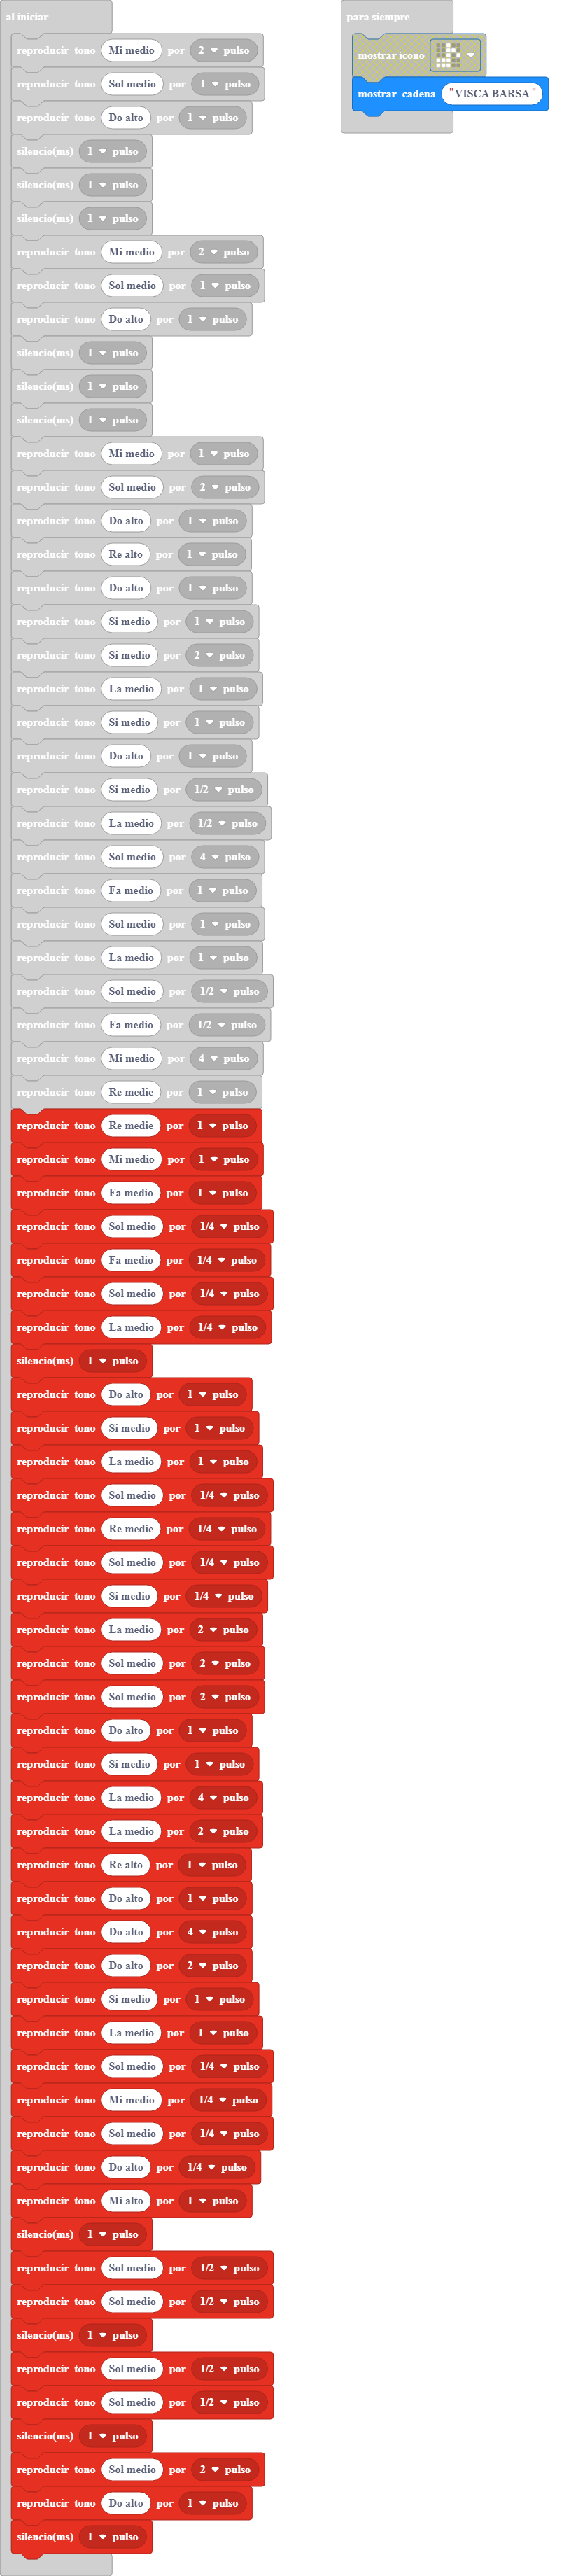 al iniciar
reproducir tono Mi medio por 2 pulso
reproducir tono Sol medio por 1 pulso
reproducir tono Do alto por 1 pulso
silencio(ms) 1 pulso
silencio(ms) 1 pulso
silencio(ms) 1 pulso
reproducir tono Mi medio por 2 pulso
reproducir tono Sol medio por 1 pulso
reproducir tono Do alto por 1 pulso
silencio(ms) 1 pulso
silencio(ms) 1 pulso
silencio(ms) 1 pulso
reproducir tono Mi medio por 1 pulso
reproducir tono Sol medio por 2 pulso
reproducir tono Do alto por 1 pulso
reproducir tono Re alto por 1 pulso
reproducir tono Do alto por 1 pulso
reproducir tono Si medio por 1 pulso
reproducir tono Si medio por 2 pulso
reproducir tono La medio por 1 pulso
reproducir tono Si medio por 1 pulso
reproducir tono Do alto por 1 pulso
reproducir tono Si medio por 1/2 pulso
reproducir tono La medio por 1/2 pulso
reproducir tono Sol medio por 4 pulso
reproducir tono Fa medio por 1 pulso
reproducir tono Sol medio por 1 pulso
reproducir tono La medio por 1 pulso
reproducir tono Sol medio por 1/2 pulso
reproducir tono Fa medio por 1/2 pulso
reproducir tono Mi medio por 4 pulso
reproducir tono Re medie por 1 pulso
reproducir tono Re medie por 1 pulso
reproducir tono Mi medio por 1 pulso
reproducir tono Fa medio por 1 pulso
reproducir tono Sol medio por 1/4 pulso
reproducir tono Fa medio por 1/4 pulso
reproducir tono Sol medio por 1/4 pulso
reproducir tono La medio por 1/4 pulso
silencio(ms) 1 pulso
reproducir tono Do alto por 1 pulso
reproducir tono Si medio por 1 pulso
reproducir tono La medio por 1 pulso
reproducir tono Sol medio por 1/4 pulso
reproducir tono Re medie por 1/4 pulso
reproducir tono Sol medio por 1/4 pulso
reproducir tono Si medio por 1/4 pulso
reproducir tono La medio por 2 pulso
reproducir tono Sol medio por 2 pulso
reproducir tono Sol medio por 2 pulso
reproducir tono Do alto por 1 pulso
reproducir tono Si medio por 1 pulso
reproducir tono La medio por 4 pulso
reproducir tono La medio por 2 pulso
reproducir tono Re alto por 1 pulso
reproducir tono Do alto por 1 pulso
reproducir tono Do alto por 4 pulso
reproducir tono Do alto por 2 pulso
reproducir tono Si medio por 1 pulso
reproducir tono La medio por 1 pulso
reproducir tono Sol medio por 1/4 pulso
reproducir tono Mi medio por 1/4 pulso
reproducir tono Sol medio por 1/4 pulso
reproducir tono Do alto por 1/4 pulso
reproducir tono Mi alto por 1 pulso
silencio(ms) 1 pulso
reproducir tono Sol medio por 1/2 pulso
reproducir tono Sol medio por 1/2 pulso
silencio(ms) 1 pulso
reproducir tono Sol medio por 1/2 pulso
reproducir tono Sol medio por 1/2 pulso
silencio(ms) 1 pulso
reproducir tono Sol medio por 2 pulso
reproducir tono Do alto por 1 pulso
silencio(ms) 1 pulso
para siempre
mostrar ícono
mostrar cadena "VISCA BARSA"